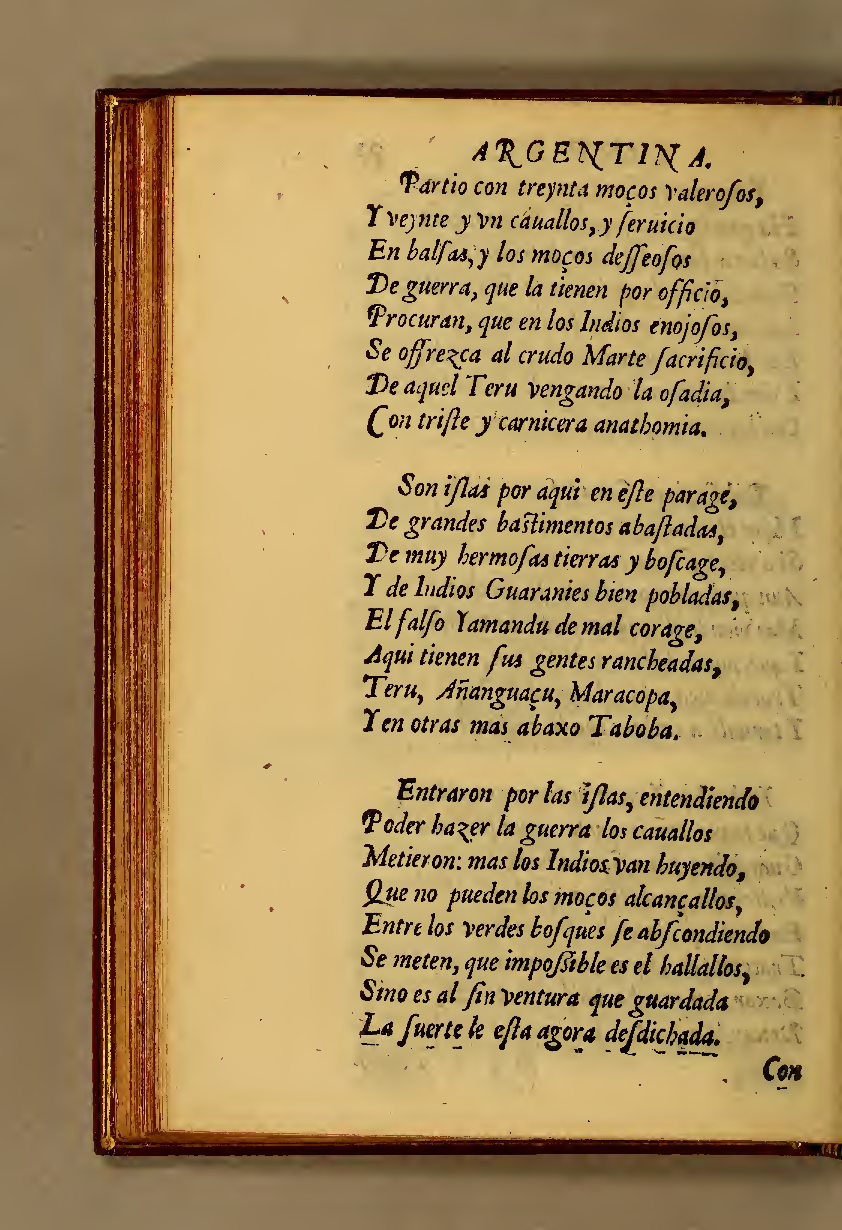 ARGENTINA.
Partio con treynta moços valeroſos,
Y veynte y vn cauallos, y ſeruicio
En balſas, y los moços deſſeoſos
De guerra, que la tienen por officio,
Procuran, que en los Indios enojoſos,
Se offrezca al crudo Marte ſacrificio,
De aquel Teru vengando la oſadia,
Con triſte y carnicera anathomia.
Son iſlas por aqui en eſte parage,
De grandes baſtimentos abaſtadas,
De muy hermoſas tierras y boſcage,
Y de Indios Guaranies bien pobladas,
El falſo Yamandu de mal corage,
Aqui tienen ſus gentes rancheadas,
Teru, Añanguaçu, Maracopa,
Y en otras mas abaxo Taboba.
Entraron por las iſlas, entendiendo
Poder hazer la guerra los cauallos
Metieron: mas los Indios van huyendo,
Que no pueden los moços alcançallos,
Entre los verdes boſques ſe abſcondiendo
Se meten, que impoſsible es el hallallos,
Sino es al fin ventura que guardada
La ſuerte le eſta agora deſdichada.
Con